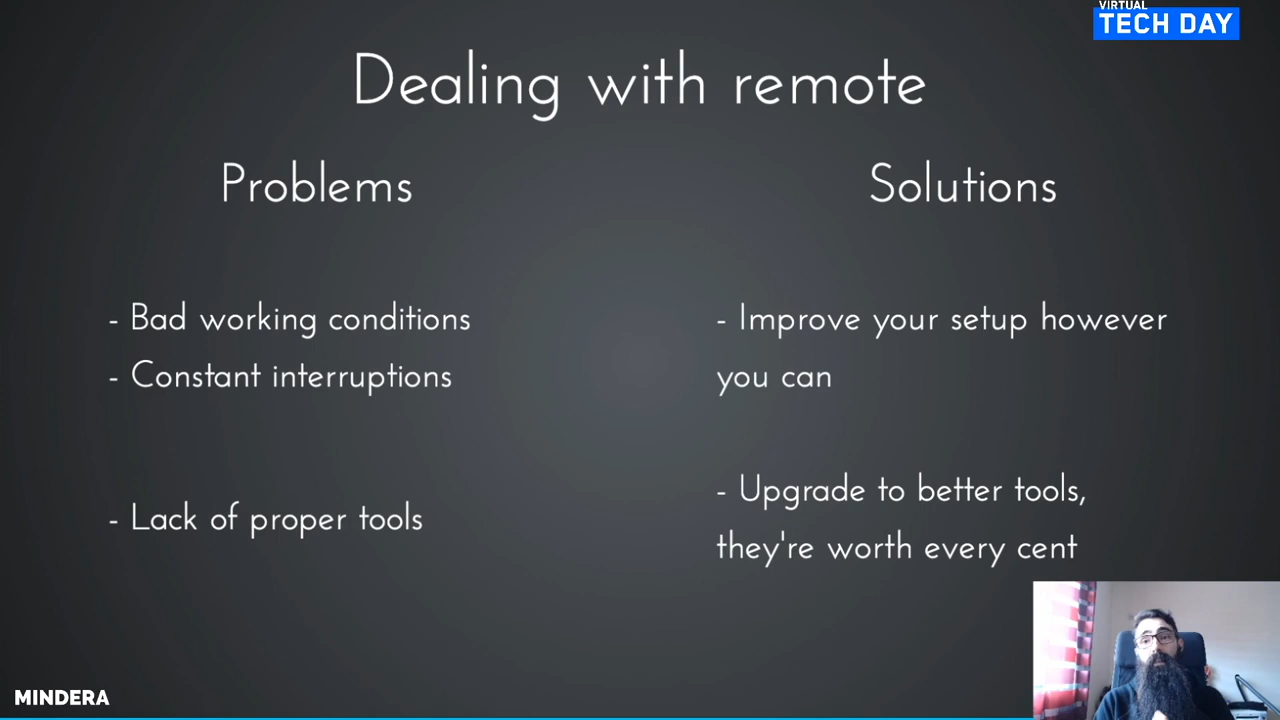 VIRTUAL
TECH DAY
Dealing with remote
Problems
- Bad working conditions
- Constant interruptions
- Lack of proper tools
Solutions
- Improve your setup however
you can
- Upgrade to better tools,
they're worth every cent
MINDERA